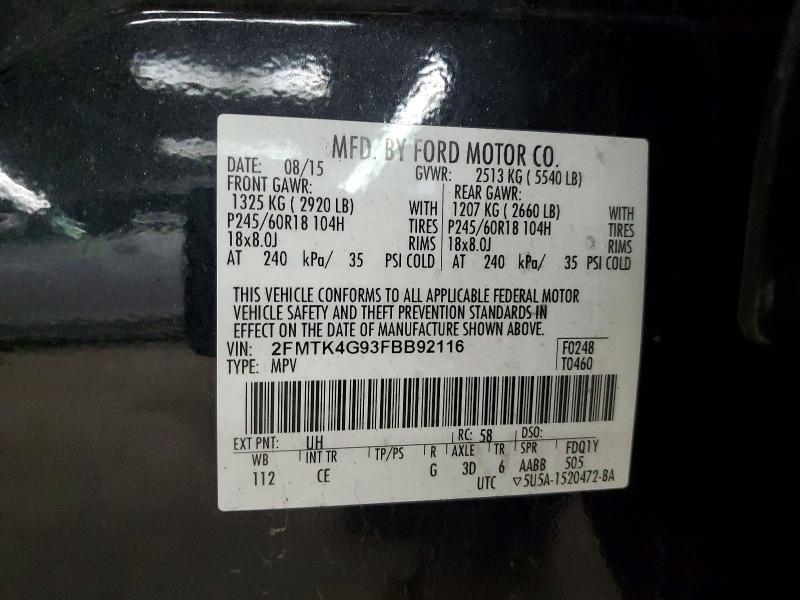 MFD. BY FORD MOTOR CO.
DATE: 08/15 GVWR: 2513 KG ( 5540 LB)
FRONT GAWR: REAR GAWR:
1325 KG ( 2920 LB) WITH 1207 KG ( 2660 LB) WITH
P245/60R18 104H TIRES P245/60R18 104H TIRES
18x8.0J RIMS 18x8.0J RIMS
AT 240 kPa/ 35 PSI COLD AT 240 kPa/ 35 PSI COLD
THIS VEHICLE CONFORMS TO ALL APPLICABLE FEDERAL MOTOR
VEHICLE SAFETY AND THEFT PREVENTION STANDARDS IN
EFFECT ON THE DATE OF MANUFACTURE SHOWN ABOVE.
VIN: 2FMTK4G93FBB92116 F0248
TYPE: MPV T0460
EXT PNT: UH RC: 58 DSO: FDQ1Y
WB INT TR TP/PS R AXLE TR SPR 505
112 CE G 3D 6 AABB
UTC ▽5U5A-1520472-BA